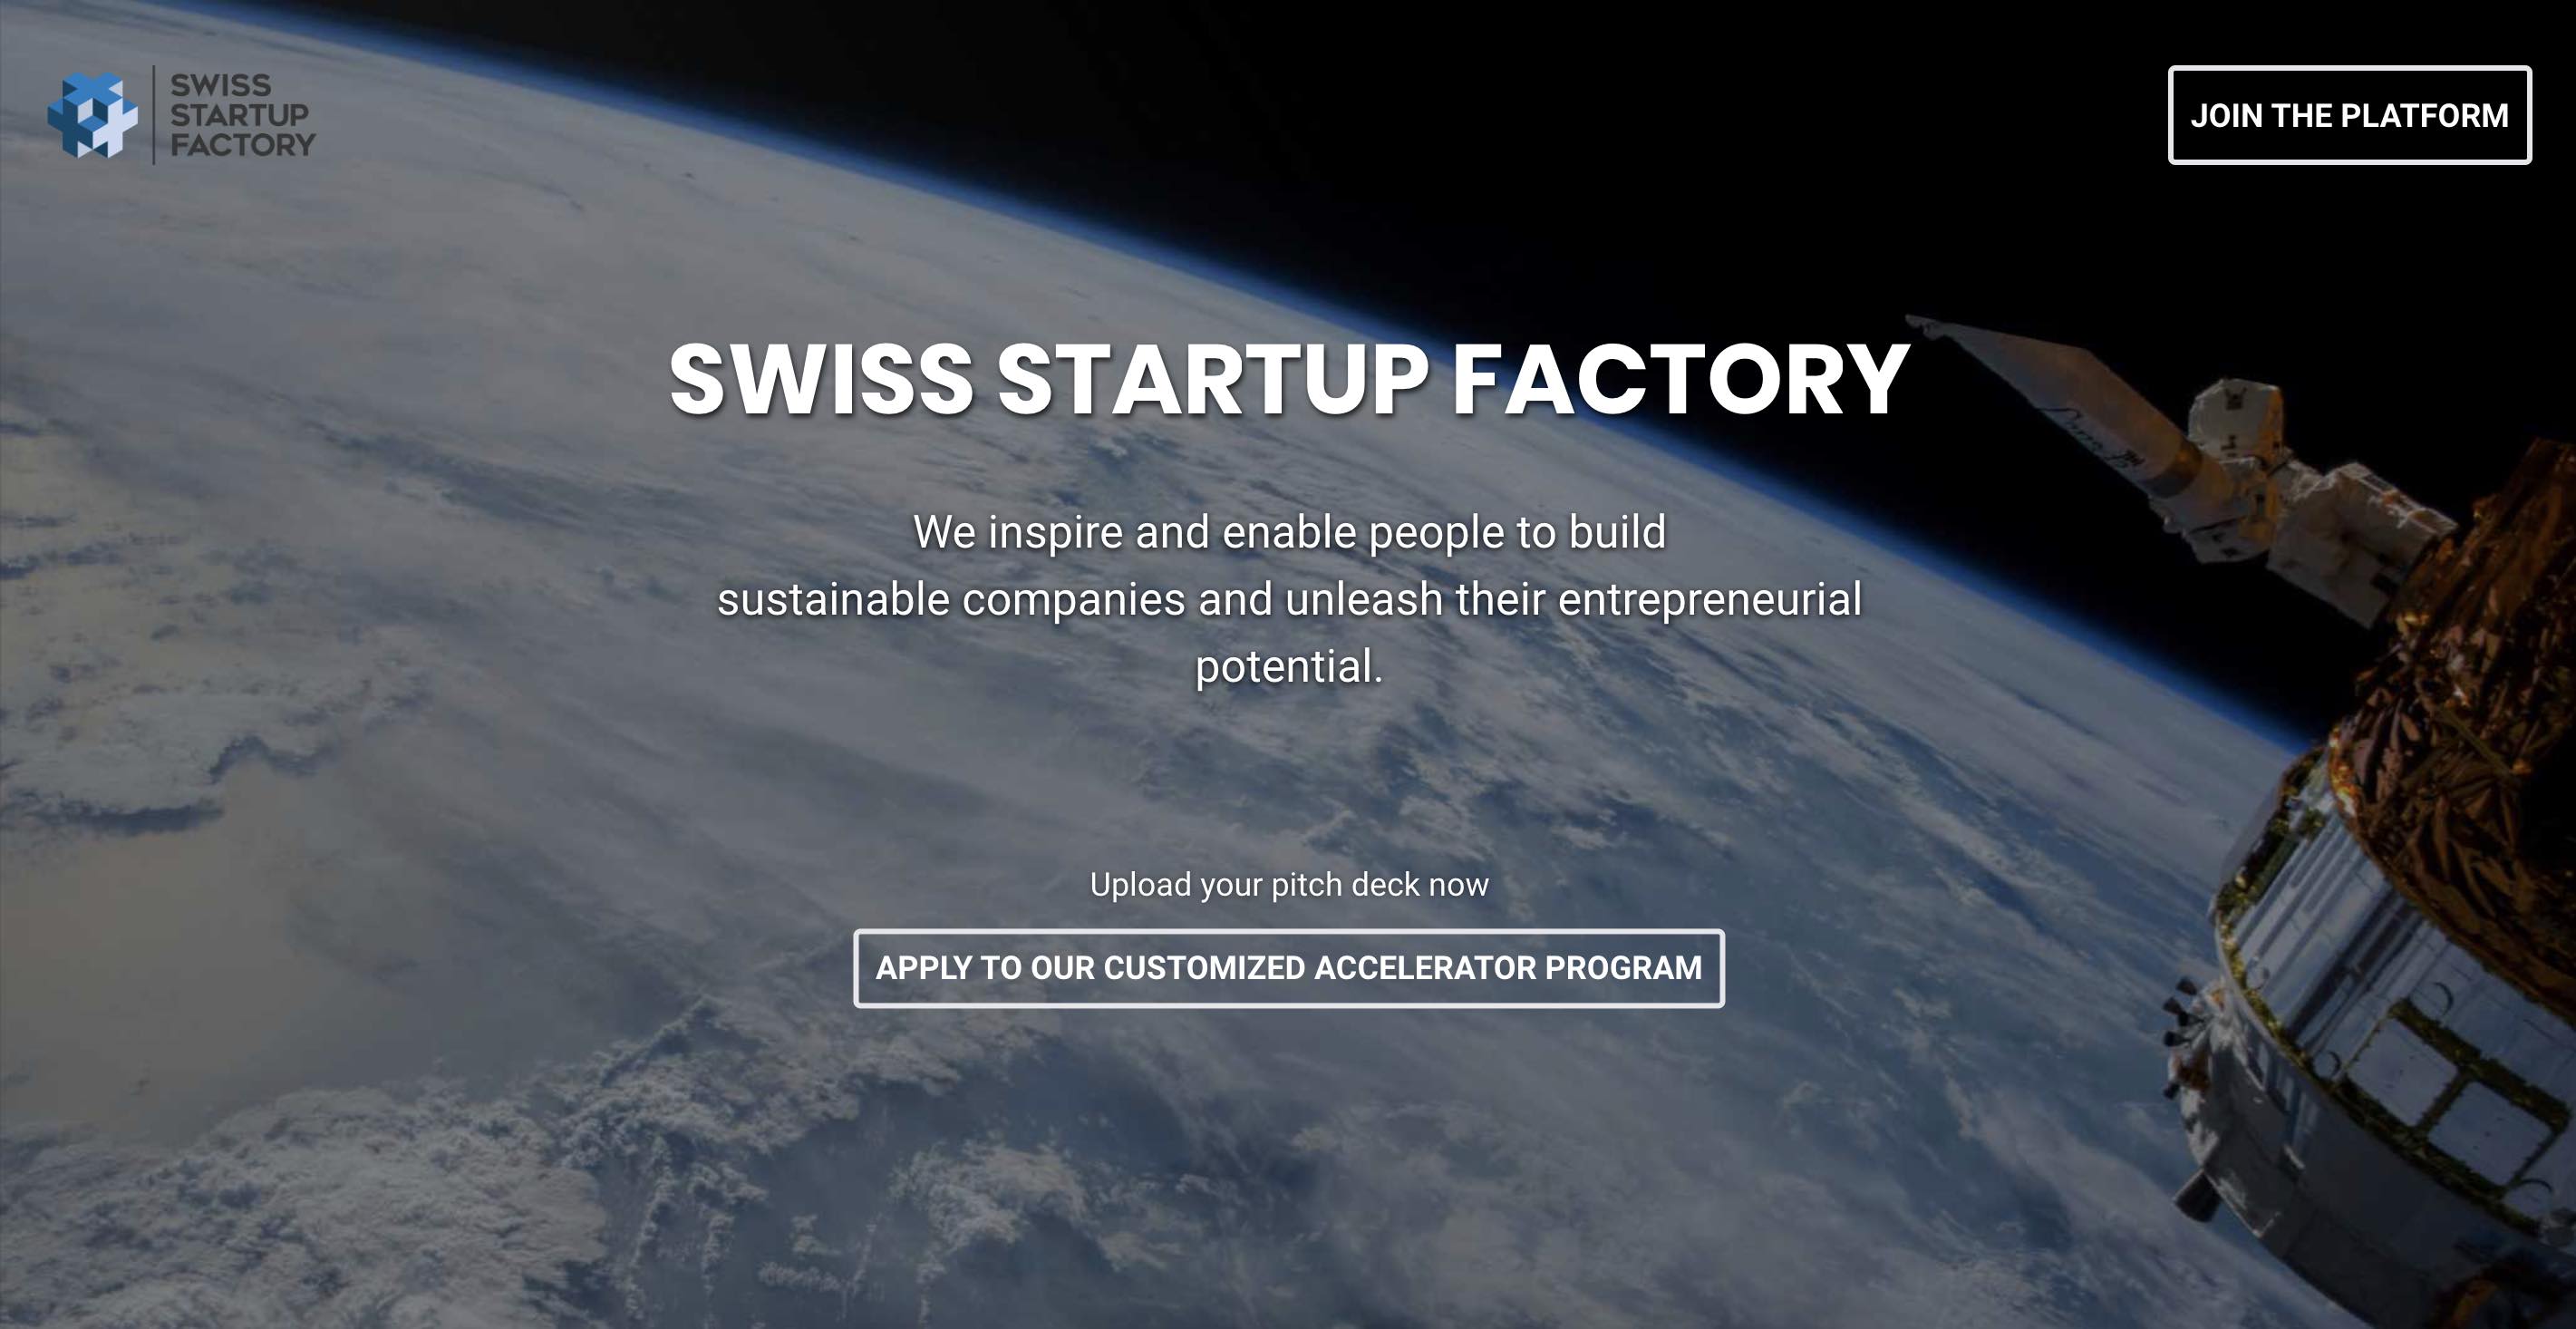 SWISS
STARTUP
FACTORY
JOIN THE PLATFORM
SWISS STARTUP FACTORY
We inspire and enable people to build
sustainable companies and unleash their entrepreneurial
potential.
Upload your pitch deck now
APPLY TO OUR CUSTOMIZED ACCELERATOR PROGRAM